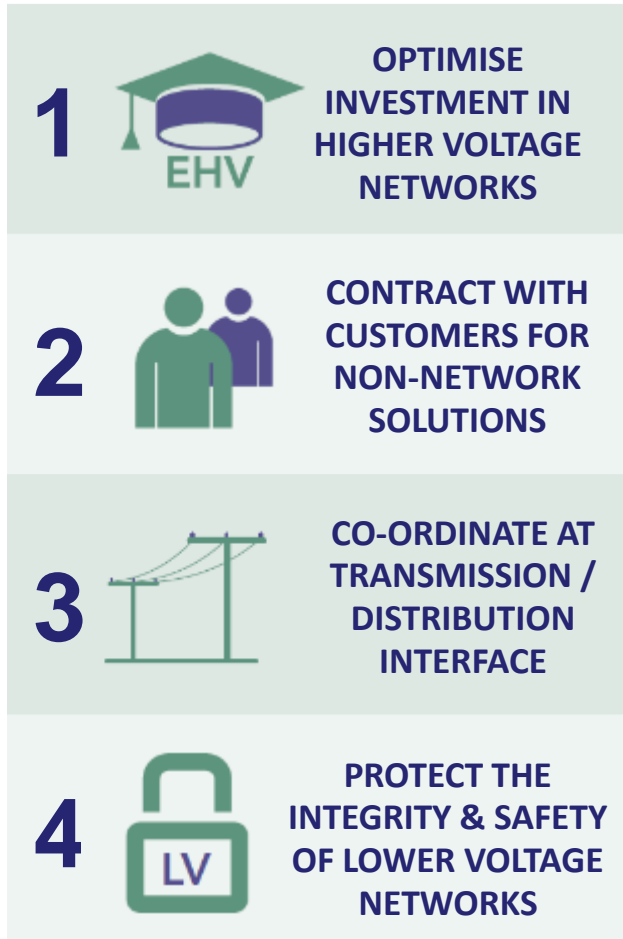 1
EHV
OPTIMISE
INVESTMENT IN
HIGHER VOLTAGE
NETWORKS
2
CONTRACT WITH
CUSTOMERS FOR
NON-NETWORK
SOLUTIONS
3
CO-ORDINATE AT
TRANSMISSION /
DISTRIBUTION
INTERFACE
4
LV
PROTECT THE
INTEGRITY & SAFETY
OF LOWER VOLTAGE
NETWORKS